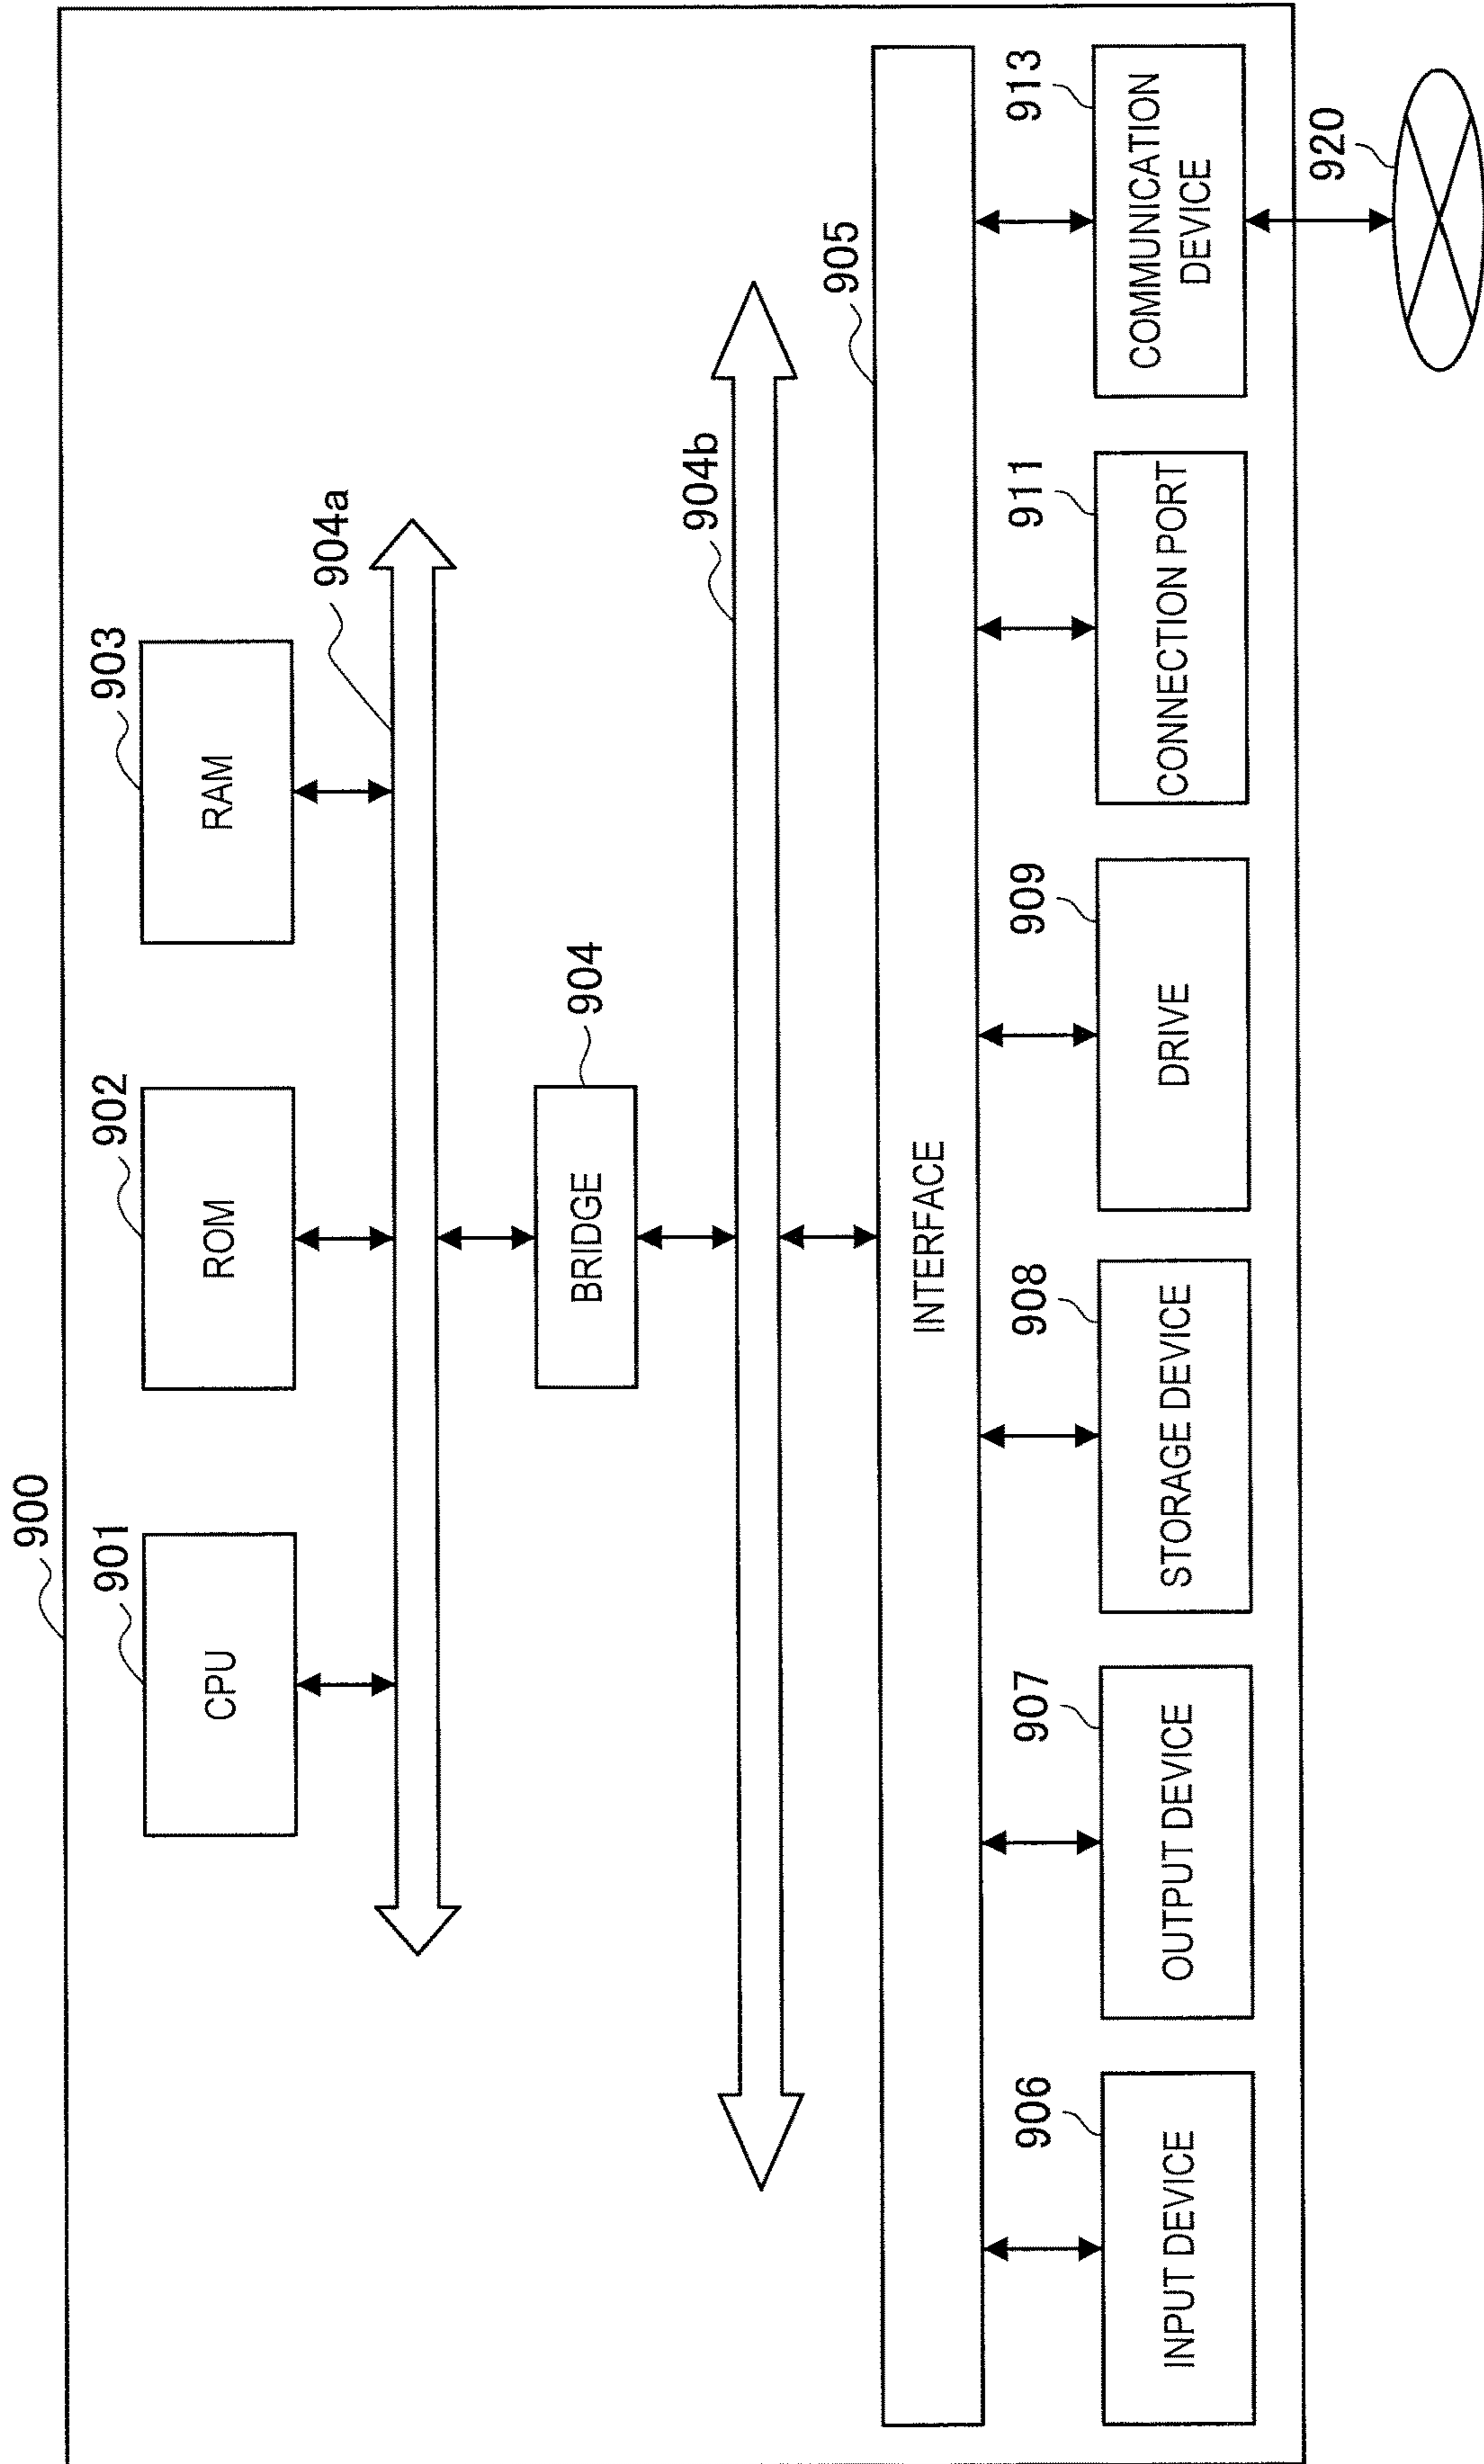 900
901
902
903
CPU
ROM
RAM
904a
904
BRIDGE
904b
905
INTERFACE
906
907
908
909
911
913
INPUT DEVICE
OUTPUT DEVICE
STORAGE DEVICE
DRIVE
CONNECTION PORT
COMMUNICATION
DEVICE
920